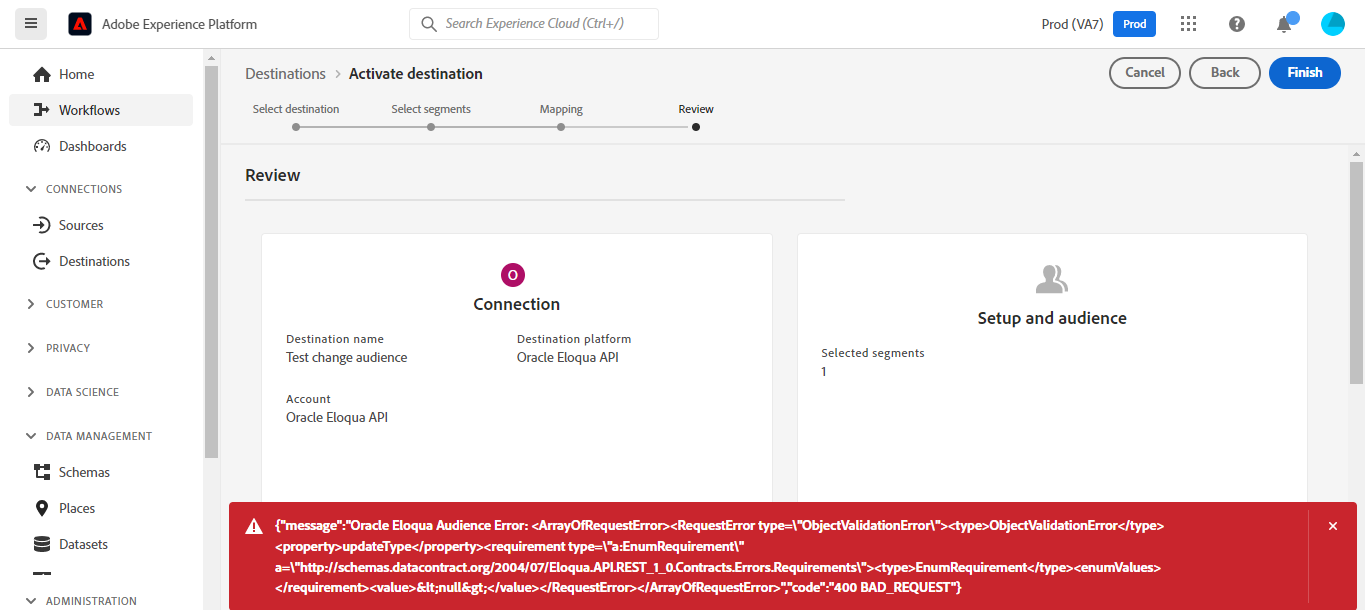 Adobe Experience Platform
Search Experience Cloud (Ctrl+/)
Prod (VA7)
Prod
Home
Workflows
Dashboards
CONNECTIONS
Sources
Destinations
CUSTOMER
PRIVACY
DATA SCIENCE
DATA MANAGEMENT
Schemas
Places
Datasets
ADMINISTRATION
Destinations > Activate destination
Cancel
Back
Finish
Select destination
Select segments
Mapping
Review
Review
O
Connection
Destination name
Test change audience
Destination platform
Oracle Eloqua API
Account
Oracle Eloqua API
Setup and audience
Selected segments
1
{"message":"Oracle Eloqua Audience Error: <ArrayOfRequestError><RequestError type=\"ObjectValidationError\"><type>ObjectValidationError</type>
<property>updateType</property><requirement type=\"a:EnumRequirement\"
a=\"http://schemas.datacontract.org/2004/07/Eloqua.API.REST_1_0.Contracts.Errors.Requirements\"><type>EnumRequirement</type><enumValues>
</requirement><value>&lt;null&gt;</value></RequestError></ArrayOfRequestError>","code":"400 BAD_REQUEST"}